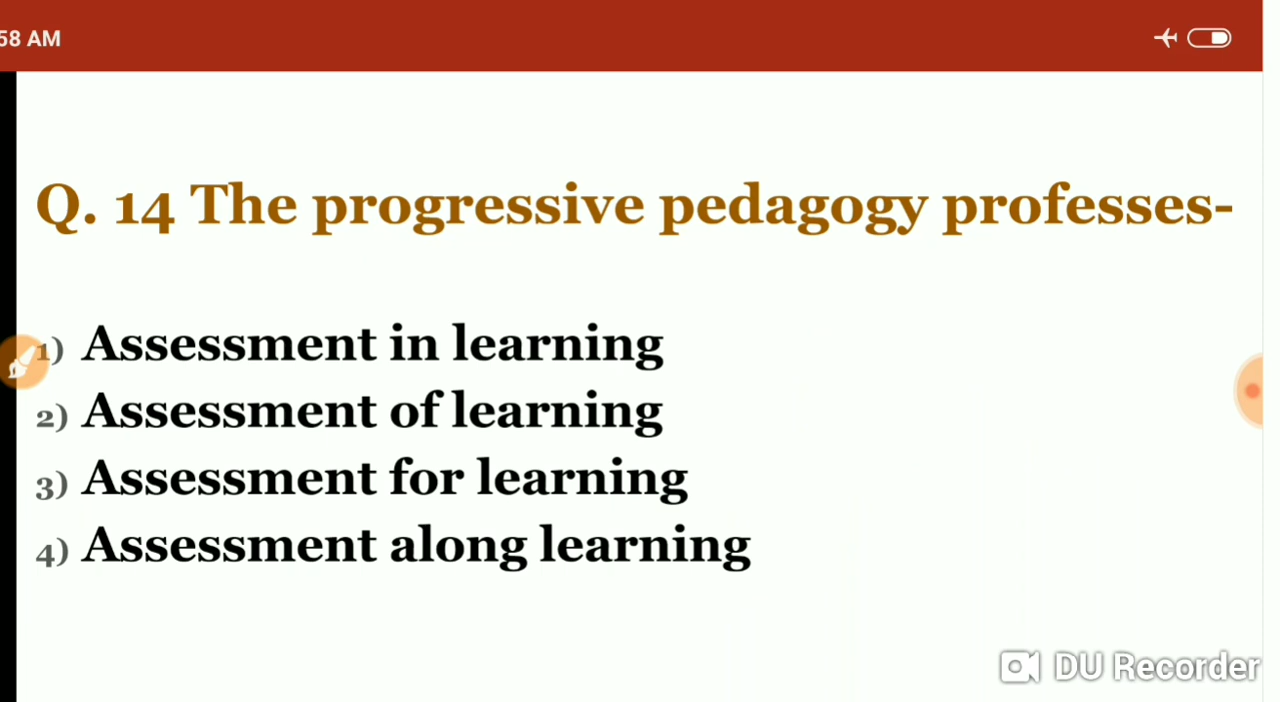 58 AM
Q. 14 The progressive pedagogy professes-
1) Assessment in learning
2) Assessment of learning
3) Assessment for learning
4) Assessment along learning
DU Recorder